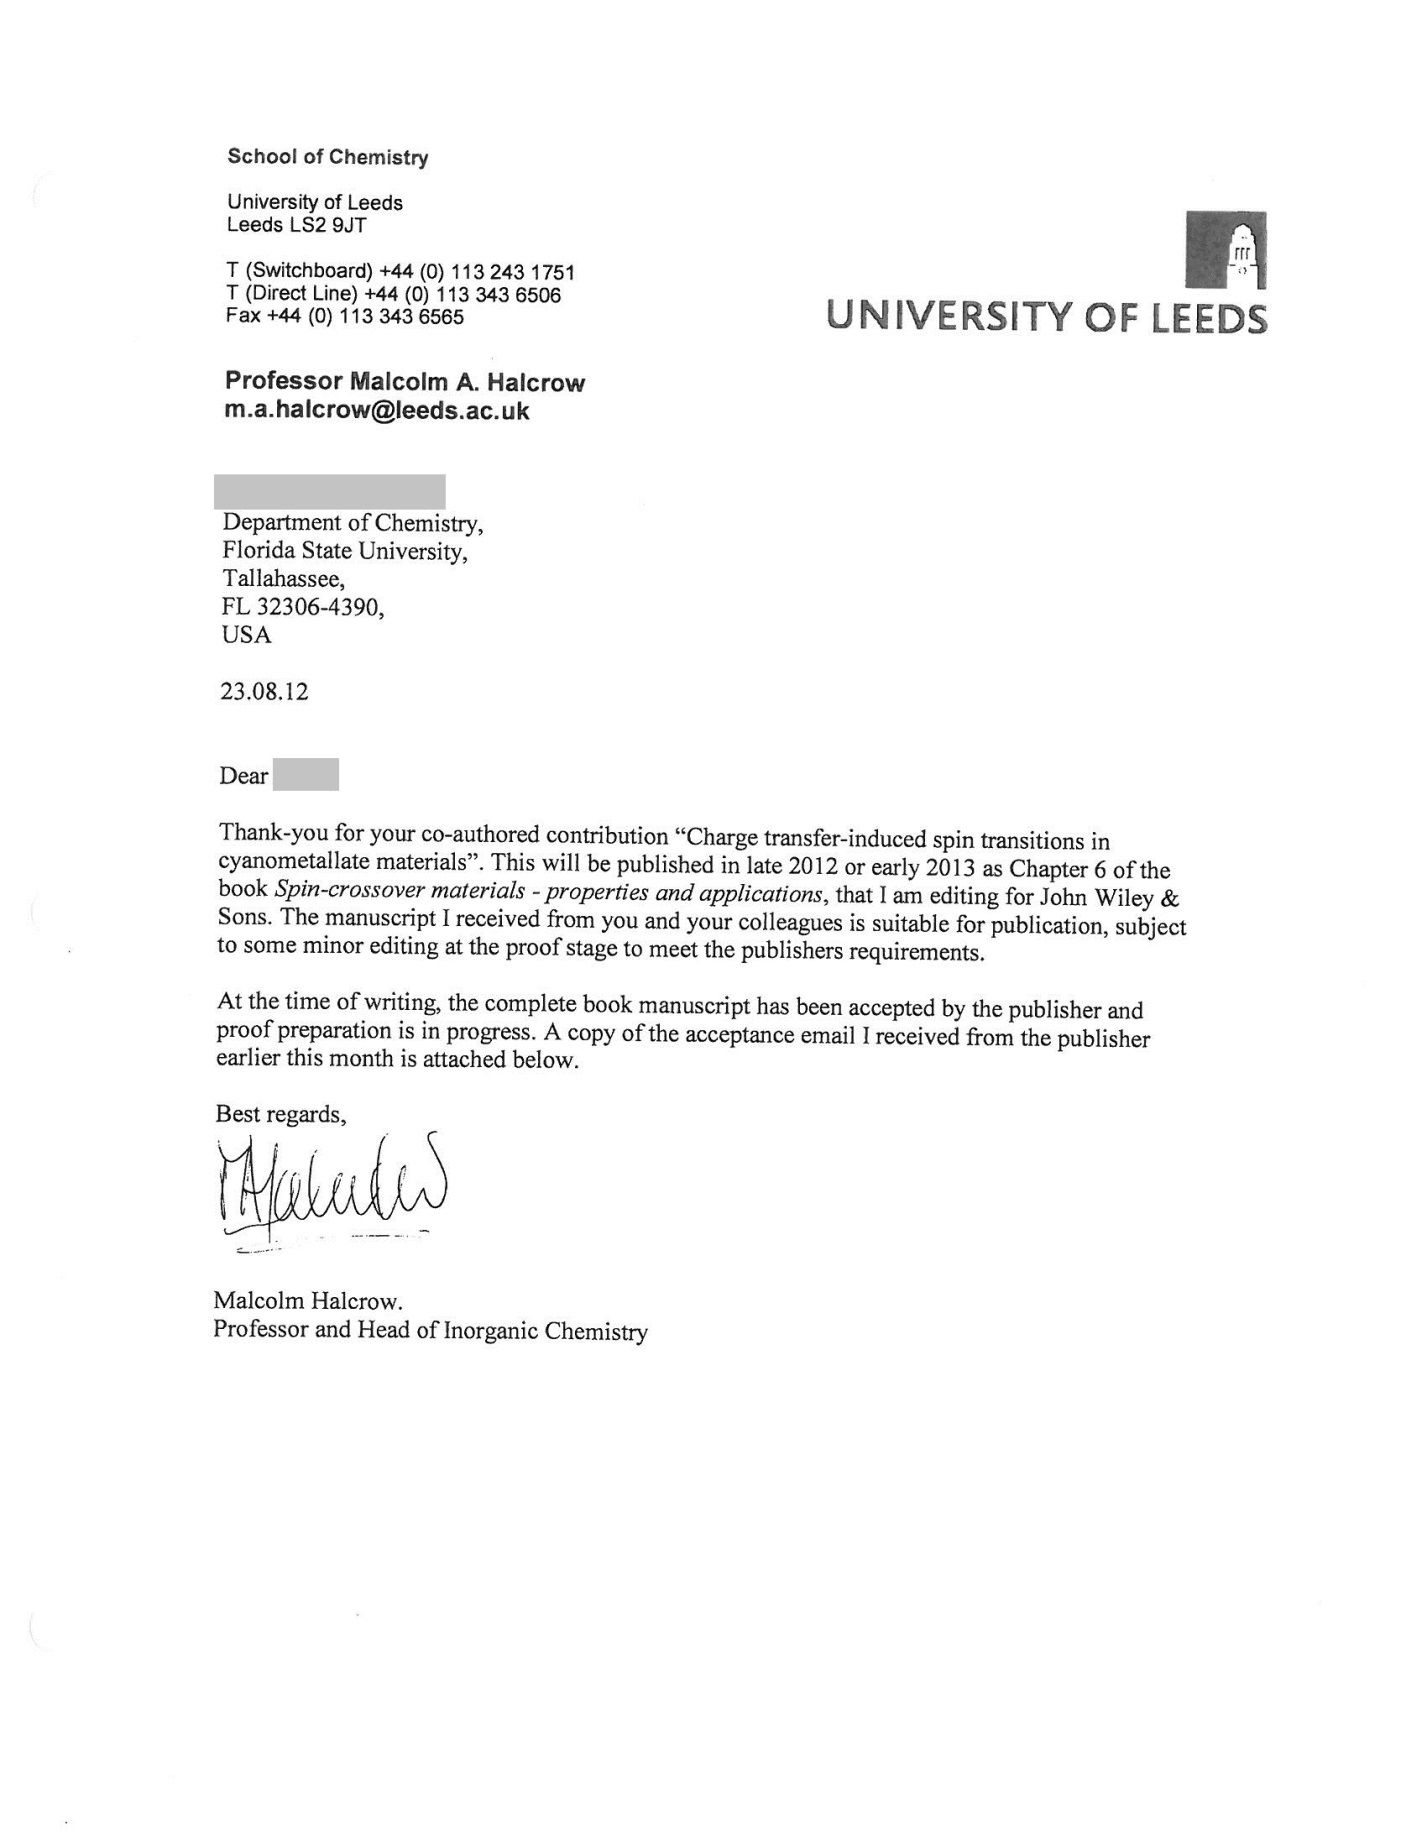 School of Chemistry
University of Leeds
Leeds LS2 9JT
T (Switchboard) +44 (0) 113 243 1751
T (Direct Line) +44 (0) 113 343 6506
Fax +44 (0) 113 343 6565
UNIVERSITY OF LEEDS
Professor Malcolm A. Halcrow
m.a.halcrow@leeds.ac.uk
Department of Chemistry,
Florida State University,
Tallahassee,
FL 32306-4390,
USA
23.08.12
Dear
Thank-you for your co-authored contribution “Charge transfer-induced spin transitions in
cyanometallate materials”. This will be published in late 2012 or early 2013 as Chapter 6 of the
book Spin-crossover materials - properties and applications, that I am editing for John Wiley &
Sons. The manuscript I received from you and your colleagues is suitable for publication, subject
to some minor editing at the proof stage to meet the publishers requirements.
At the time of writing, the complete book manuscript has been accepted by the publisher and
proof preparation is in progress. A copy of the acceptance email I received from the publisher
earlier this month is attached below.
Best regards,
Malcolm Halcrow.
Professor and Head of Inorganic Chemistry